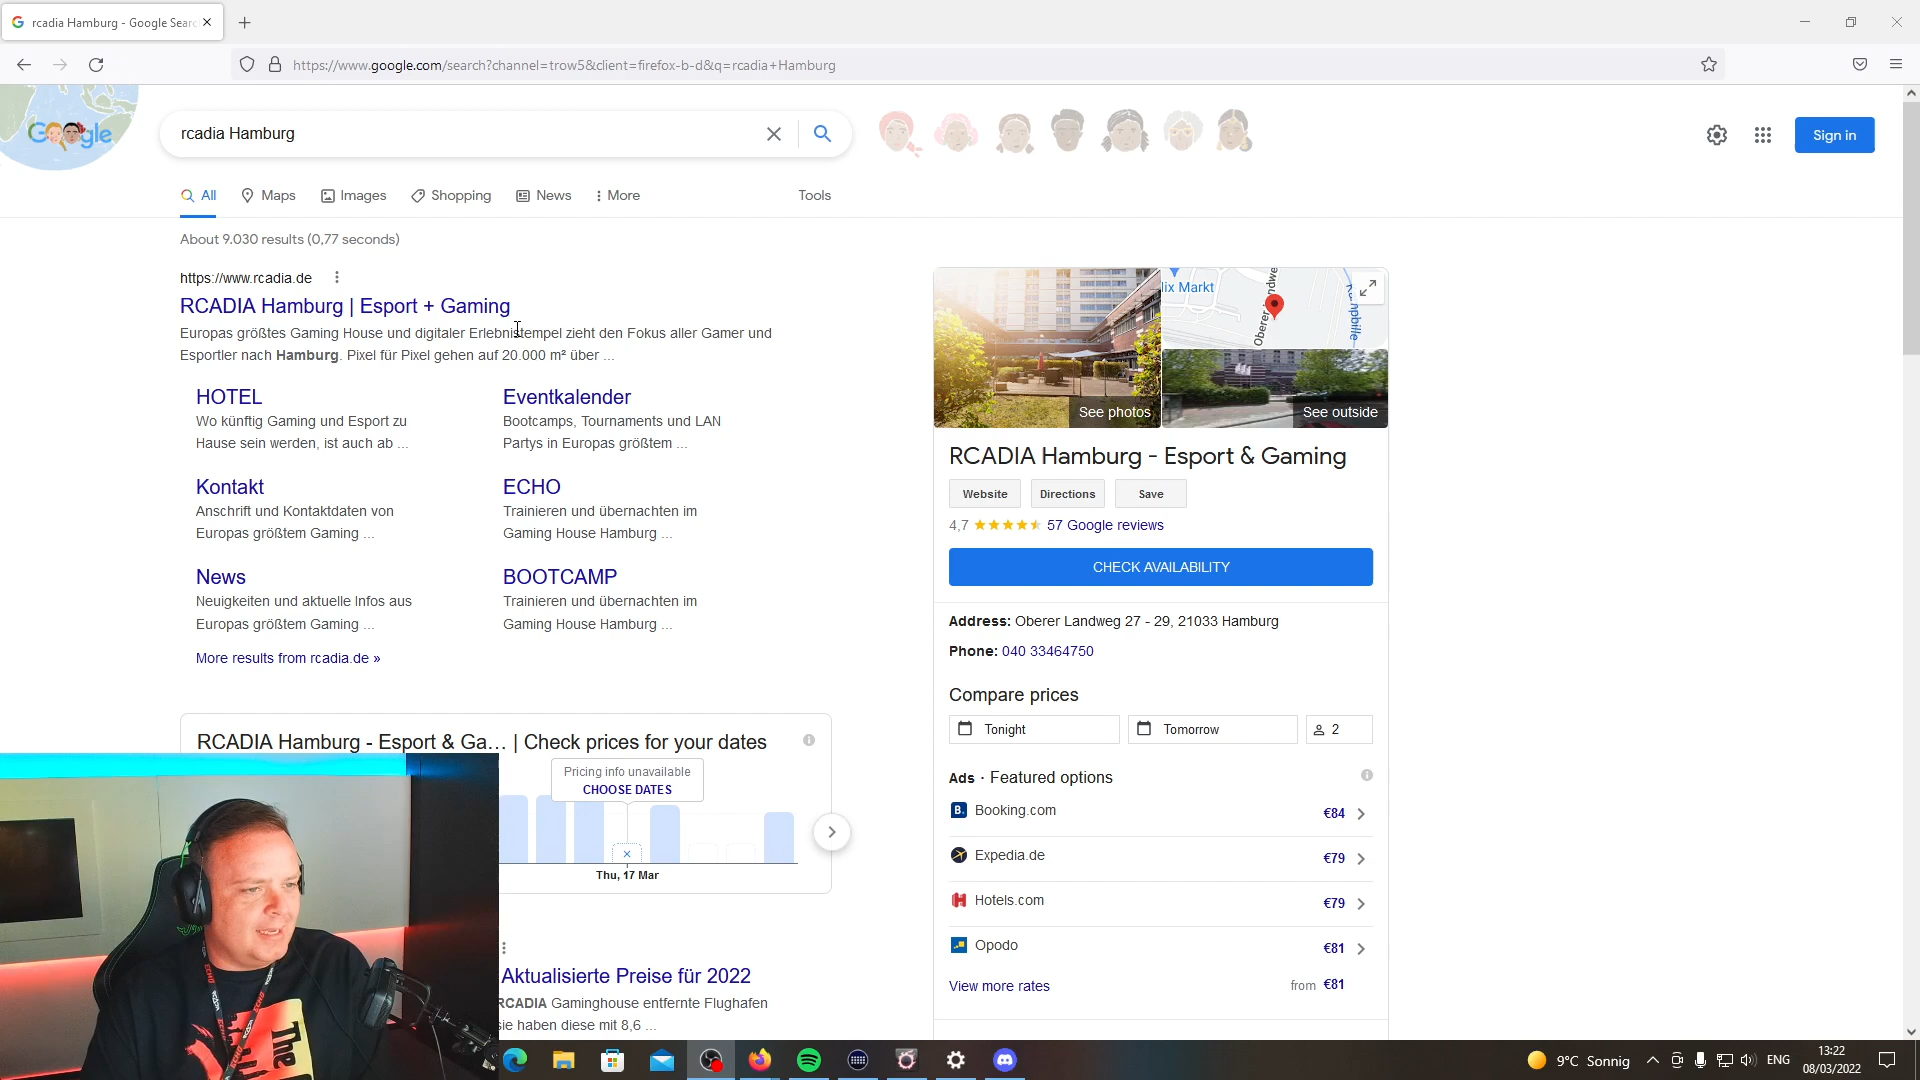 rcadia Hamburg - Google Searc
https://www.google.com/search?channel=trow5&client=firefox-b-d&q=rcadia+Hamburg
Google
rcadia Hamburg
Sign in
All
Maps
Images
Shopping
News
More
Tools
About 9.030 results (0,77 seconds)
https://www.rcadia.de
RCADIA Hamburg | Esport + Gaming
Europas größtes Gaming House und digitaler Erlebnistempel zieht den Fokus aller Gamer und
Esportler nach Hamburg. Pixel für Pixel gehen auf 20.000 m² über ...
HOTEL
Wo künftig Gaming und Esport zu
Hause sein werden, ist auch ab ...
Eventkalender
Bootcamps, Tournaments und LAN
Partys in Europas größtem ...
Kontakt
Anschrift und Kontaktdaten von
Europas größtem Gaming ...
ECHO
Trainieren und übernachten im
Gaming House Hamburg ...
News
Neuigkeiten und aktuelle Infos aus
Europas größtem Gaming ...
BOOTCAMP
Trainieren und übernachten im
Gaming House Hamburg ...
More results from rcadia.de »
RCADIA Hamburg - Esport & Ga... | Check prices for your dates
Pricing info unavailable
CHOOSE DATES
Thu, 17 Mar
Aktualisierte Preise für 2022
RCADIA Gaminghouse entfernte Flughafen
sie haben diese mit 8,6 ...
lix Markt
Oberer Landwe
See photos
See outside
RCADIA Hamburg - Esport & Gaming
Website
Directions
Save
4,7
57 Google reviews
CHECK AVAILABILITY
Address: Oberer Landweg 27 - 29, 21033 Hamburg
Phone: 040 33464750
Compare prices
Tonight
Tomorrow
2
Ads · Featured options
B. Booking.com €84
Expedia.de €79
Hotels.com €79
Opodo €81
View more rates from €81
ECHO
The
9°C Sonnig
ENG
13:22
08/03/2022